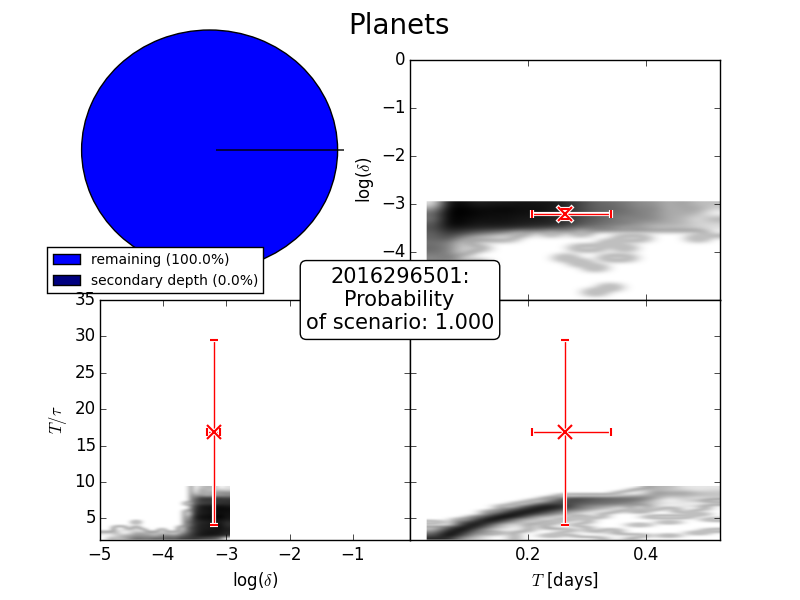 Planets
0
−1
−2
−3
−4
log(δ)
remaining (100.0%)
secondary depth (0.0%)
2016296501:
Probability
of scenario: 1.000
35
30
25
20
15
10
5
T/τ
−5
−4
−3
−2
−1
log(δ)
0.2
0.4
T [days]